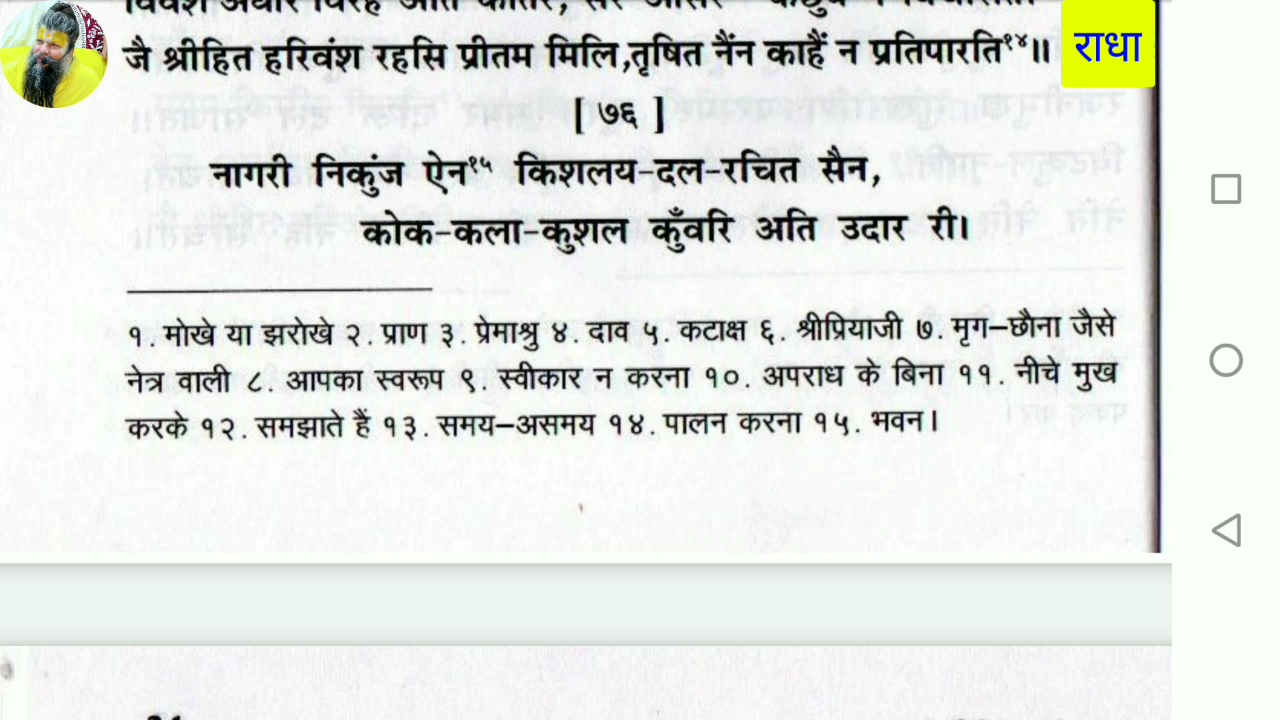 जै श्रीहित हरिवंश रहसि प्रीतम मिलि,तृषित नैंन काहैं न प्रतिपारति१४॥
राधा
[ ७६ ]
नागरी निकुंज ऐन१५ किशलय-दल-रचित सैन,
कोक-कला-कुशल कुँवरि अति उदार री।
१. मोखे या झरोखे २. प्राण ३. प्रेमाश्रु ४. दाव ५. कटाक्ष ६. श्रीप्रियाजी ७. मृग-छौना जैसे
नेत्र वाली ८. आपका स्वरूप ९. स्वीकार न करना १०. अपराध के बिना ११. नीचे मुख
करके १२. समझाते हैं १३. समय-असमय १४. पालन करना १५. भवन।